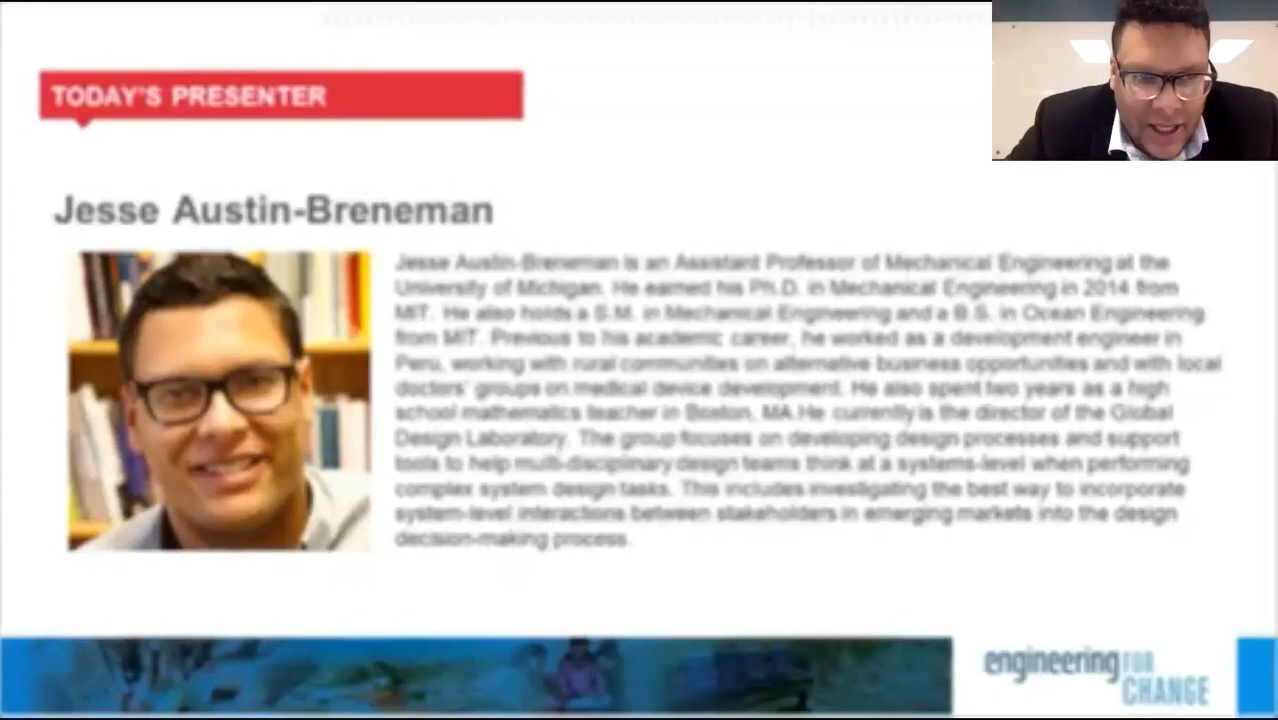 TODAY'S PRESENTER
Jesse Austin-Breneman
Jesse Austin-Breneman is an Assistant Professor of Mechanical Engineering at the
University of Michigan. He earned his Ph.D. in Mechanical Engineering in 2014 from
MIT. He also holds a S.M. in Mechanical Engineering and a B.S. in Ocean Engineering
from MIT. Previous to his academic career, he worked as a development engineer in
Peru, working with rural communities on alternative business opportunities and with local
doctors' groups on medical device development. He also spent two years as a high
school mathematics teacher in Boston, MA.He currently is the director of the Global
Design Laboratory. The group focuses on developing design processes and support
tools to help multi-disciplinary design teams think at a systems-level when performing
complex system design tasks. This includes investigating the best way to incorporate
system-level interactions between stakeholders in emerging markets into the design
decision-making process.
engineering FOR
CHANGE